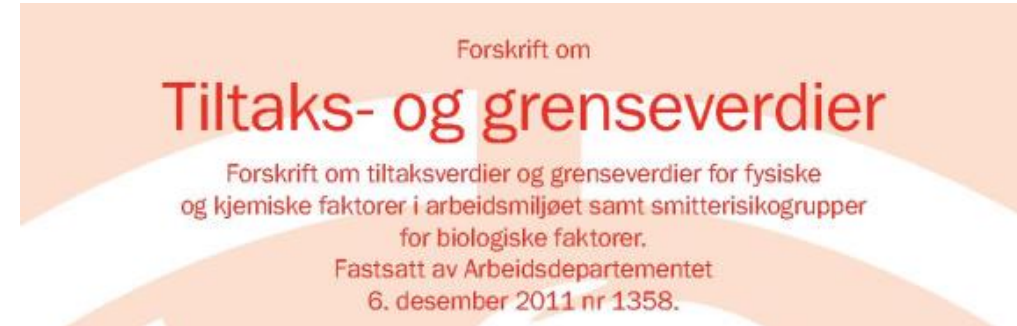 Forskrift om
Tiltaks- og grenseverdier
Forskrift om tiltaksverdier og grenseverdier for fysiske
og kjemiske faktorer i arbeidsmiljøet samt smitterisikogrupper
for biologiske faktorer.
Fastsatt av Arbeidsdepartementet
6. desember 2011 nr 1358.